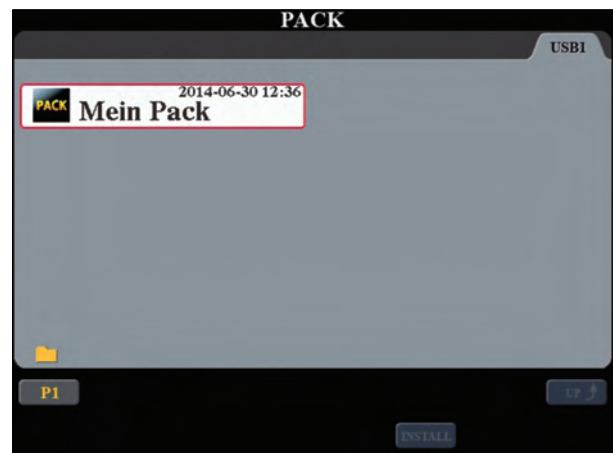 PACK
USB1
2014-06-30 12:36
PACK
Mein Pack
P1
UP
INSTALL